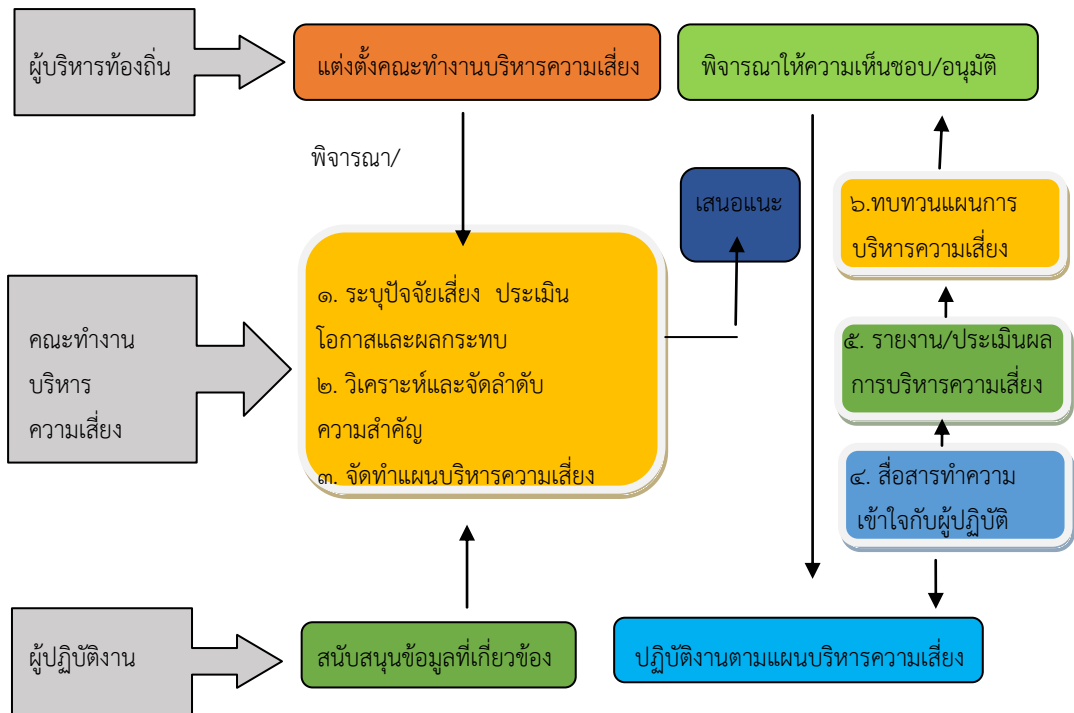 ผู้บริหารท้องถิ่น
แต่งตั้งคณะทำงานบริหารความเสี่ยง
พิจารณาให้ความเห็นชอบ/อนุมัติ
พิจารณา/
เสนอแนะ
๖.ทบทวนแผนการ
บริหารความเสี่ยง
คณะทำงาน
บริหาร
ความเสี่ยง
๑. ระบุปัจจัยเสี่ยง ประเมิน
โอกาสและผลกระทบ
๒. วิเคราะห์และจัดลำดับ
ความสำคัญ
๓. จัดทำแผนบริหารความเสี่ยง
๕. รายงาน/ประเมินผล
การบริหารความเสี่ยง
๔. สื่อสารทำความ
เข้าใจกับผู้ปฏิบัติ
ผู้ปฏิบัติงาน
สนับสนุนข้อมูลที่เกี่ยวข้อง
ปฏิบัติงานตามแผนบริหารความเสี่ยง